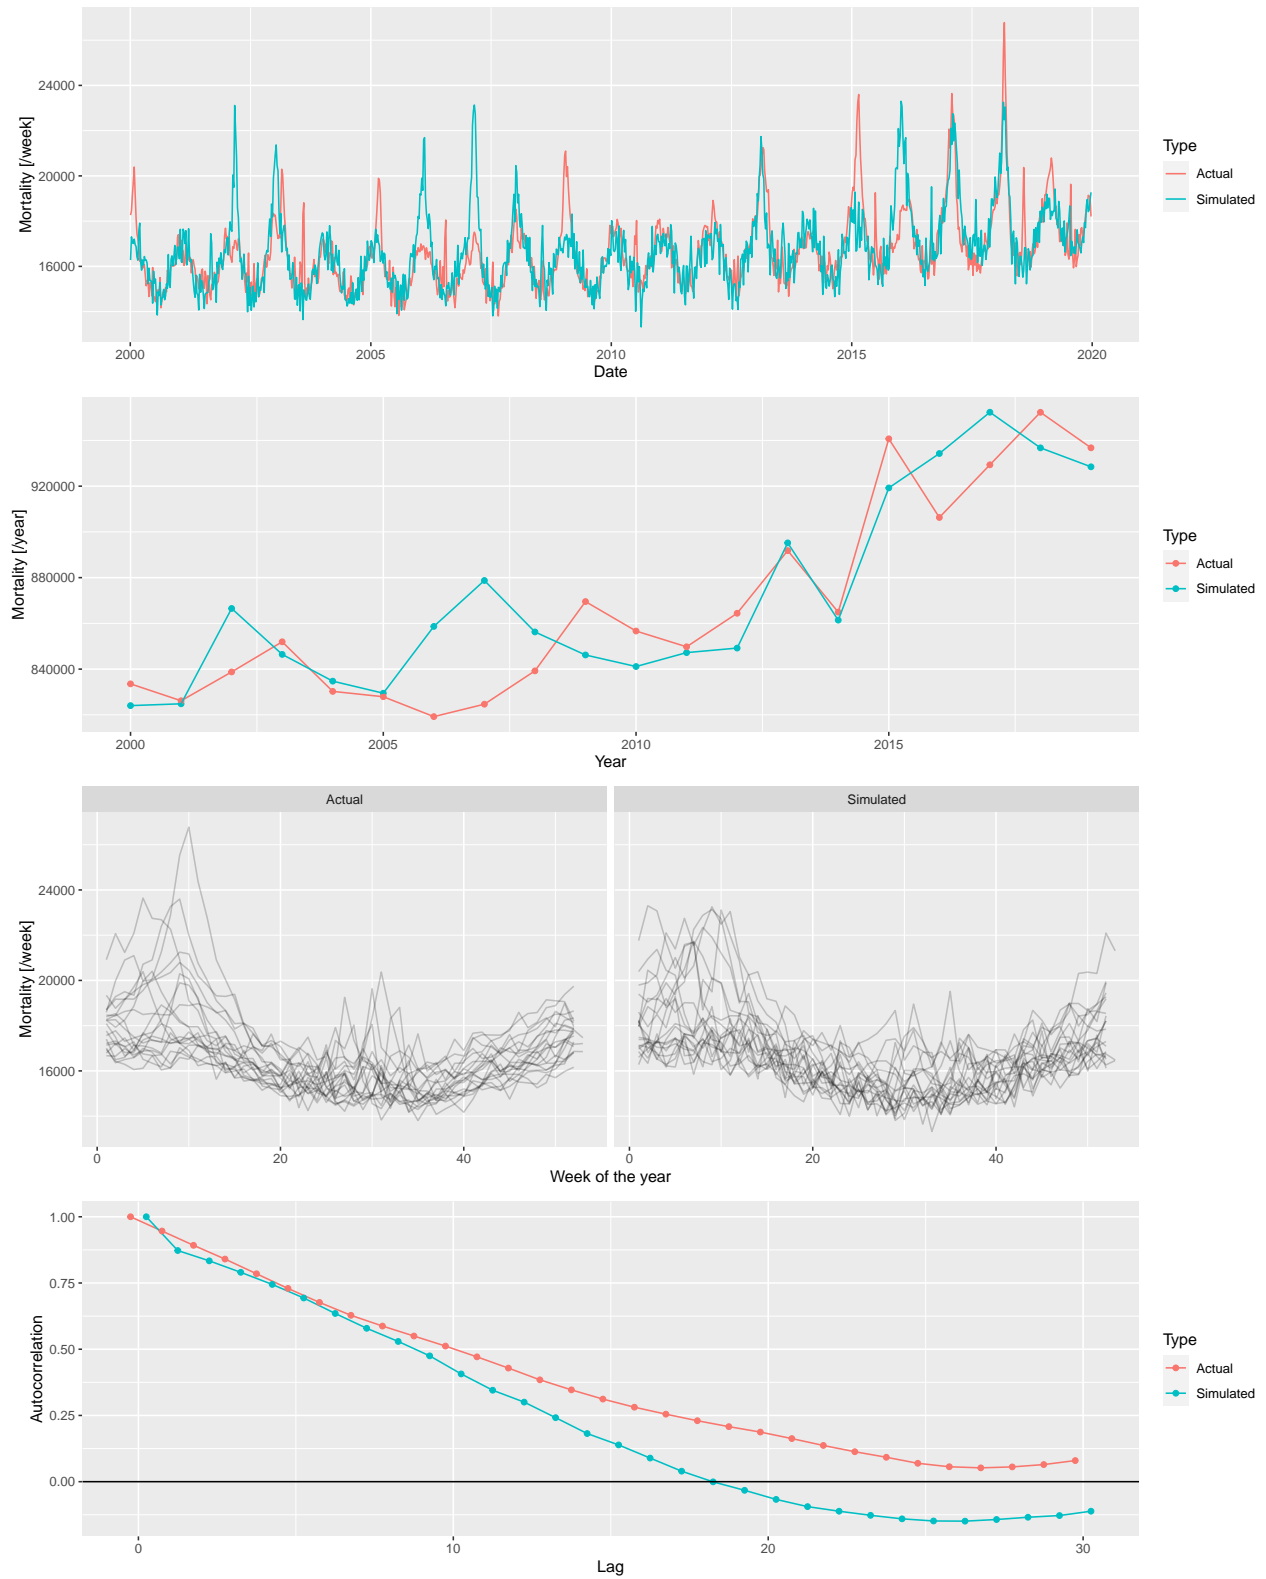 Mortality [/week]
24000
20000
16000
2000 2005 2010 2015 2020
Date
Type
Actual
Simulated
Mortality [/year]
920000
880000
840000
2000 2005 2010 2015
Year
Type
Actual
Simulated
Actual Simulated
Mortality [/week]
24000
20000
16000
0 20 40 0 20 40
Week of the year
Autocorrelation
1.00
0.75
0.50
0.25
0.00
0 10 20 30
Lag
Type
Actual
Simulated